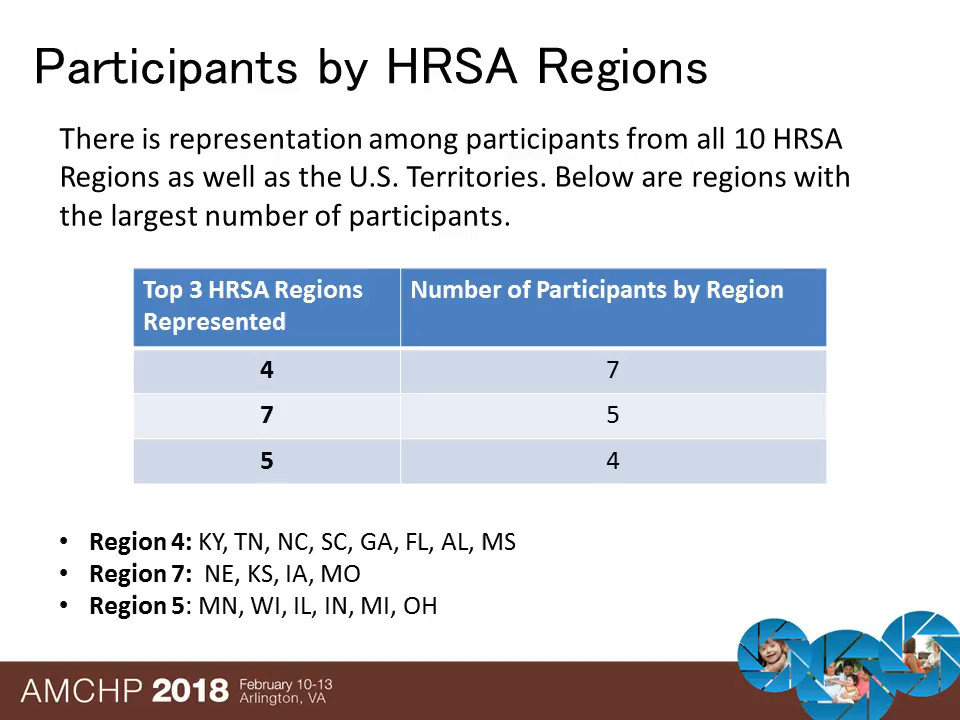 Participants by HRSA Regions
There is representation among participants from all 10 HRSA
Regions as well as the U.S. Territories. Below are regions with
the largest number of participants.
Top 3 HRSA Regions
Represented
Number of Participants by Region
4 7
7 5
5 4
• Region 4: KY, TN, NC, SC, GA, FL, AL, MS
• Region 7: NE, KS, IA, MO
• Region 5: MN, WI, IL, IN, MI, OH
AMCHP 2018
February 10-13
Arlington, VA